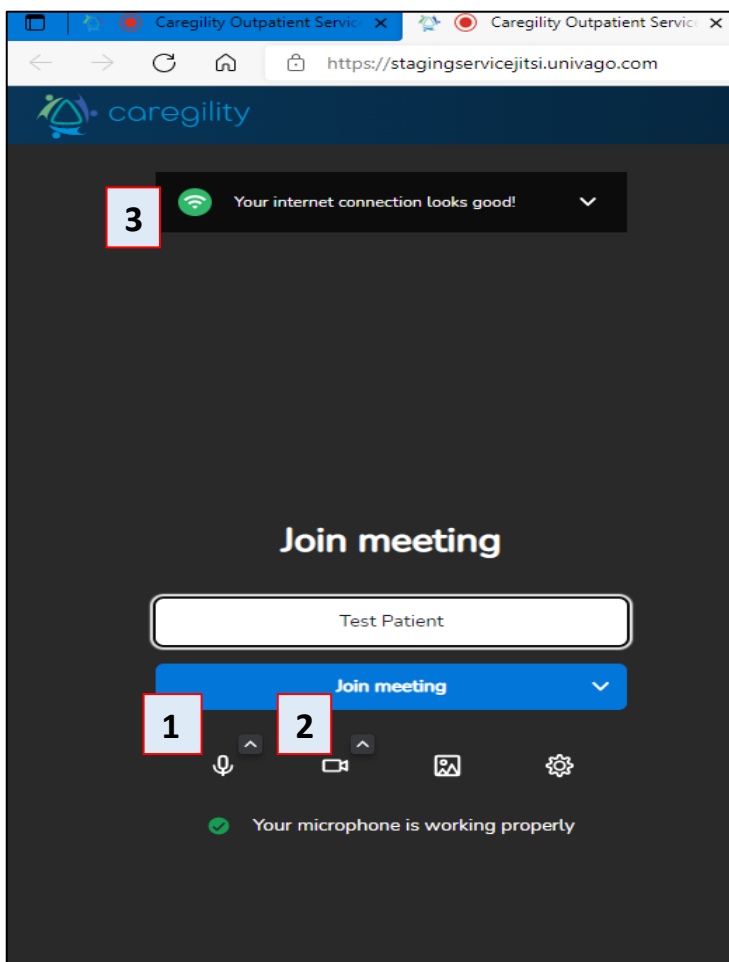 Caregility Outpatient Servic
Caregility Outpatient Servic
https://stagingservicejitsi.univago.com
caregility
3
Your internet connection looks good!
Join meeting
Test Patient
Join meeting
1
2
Your microphone is working properly